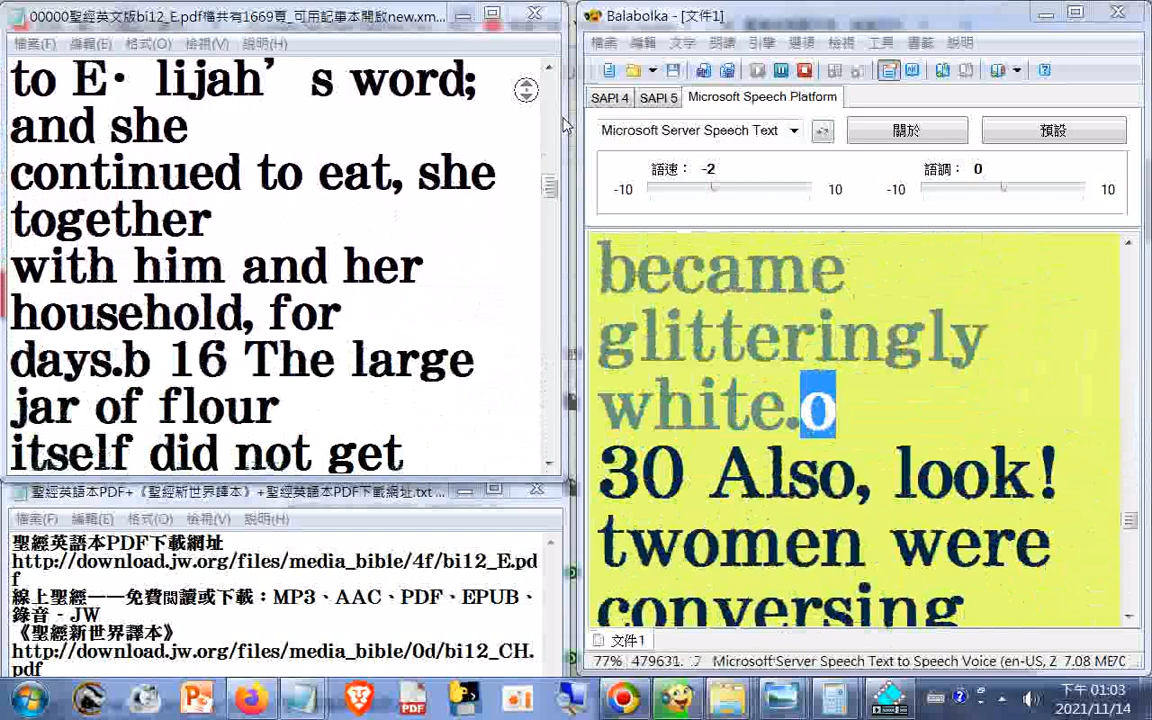 00000聖經英文版bi12_E.pdf檔共有1669頁_可用記事本開啟new.xm...
檔案(F) 編輯(E) 格式(O) 檢視(V) 說明(H)
to E· lijah' s word;
and she
continued to eat, she
together
with him and her
household, for
days.b 16 The large
jar of flour
itself did not get
聖經英語本PDF+《聖經新世界譯本》+聖經英語本PDF下載網址.txt ...
檔案(F) 編輯(E) 格式(O) 檢視(V) 說明(H)
聖經英語本PDF下載網址
http://download.jw.org/files/media_bible/4f/bi12_E.pd
f
線上聖經——免費閱讀或下載：MP3、AAC、PDF、EPUB、
錄音 - JW
《聖經新世界譯本》
http://download.jw.org/files/media_bible/0d/bi12_CH.
pdf
Balabolka - [文件1]
檔案 編輯 文字 朗讀 引擎 選項 檢視 工具 書籤 說明
SAPI 4 SAPI 5 Microsoft Speech Platform
Microsoft Server Speech Text 關於 預設
語速： -2 語調： 0
-10 10 -10 10
became
glitteringly
white.o
30 Also, look!
twomen were
conversing
文件1
77% 479631. Microsoft Server Speech Text to Speech Voice (en-US, Z 7.08 ME
下午 01:03
2021/11/14